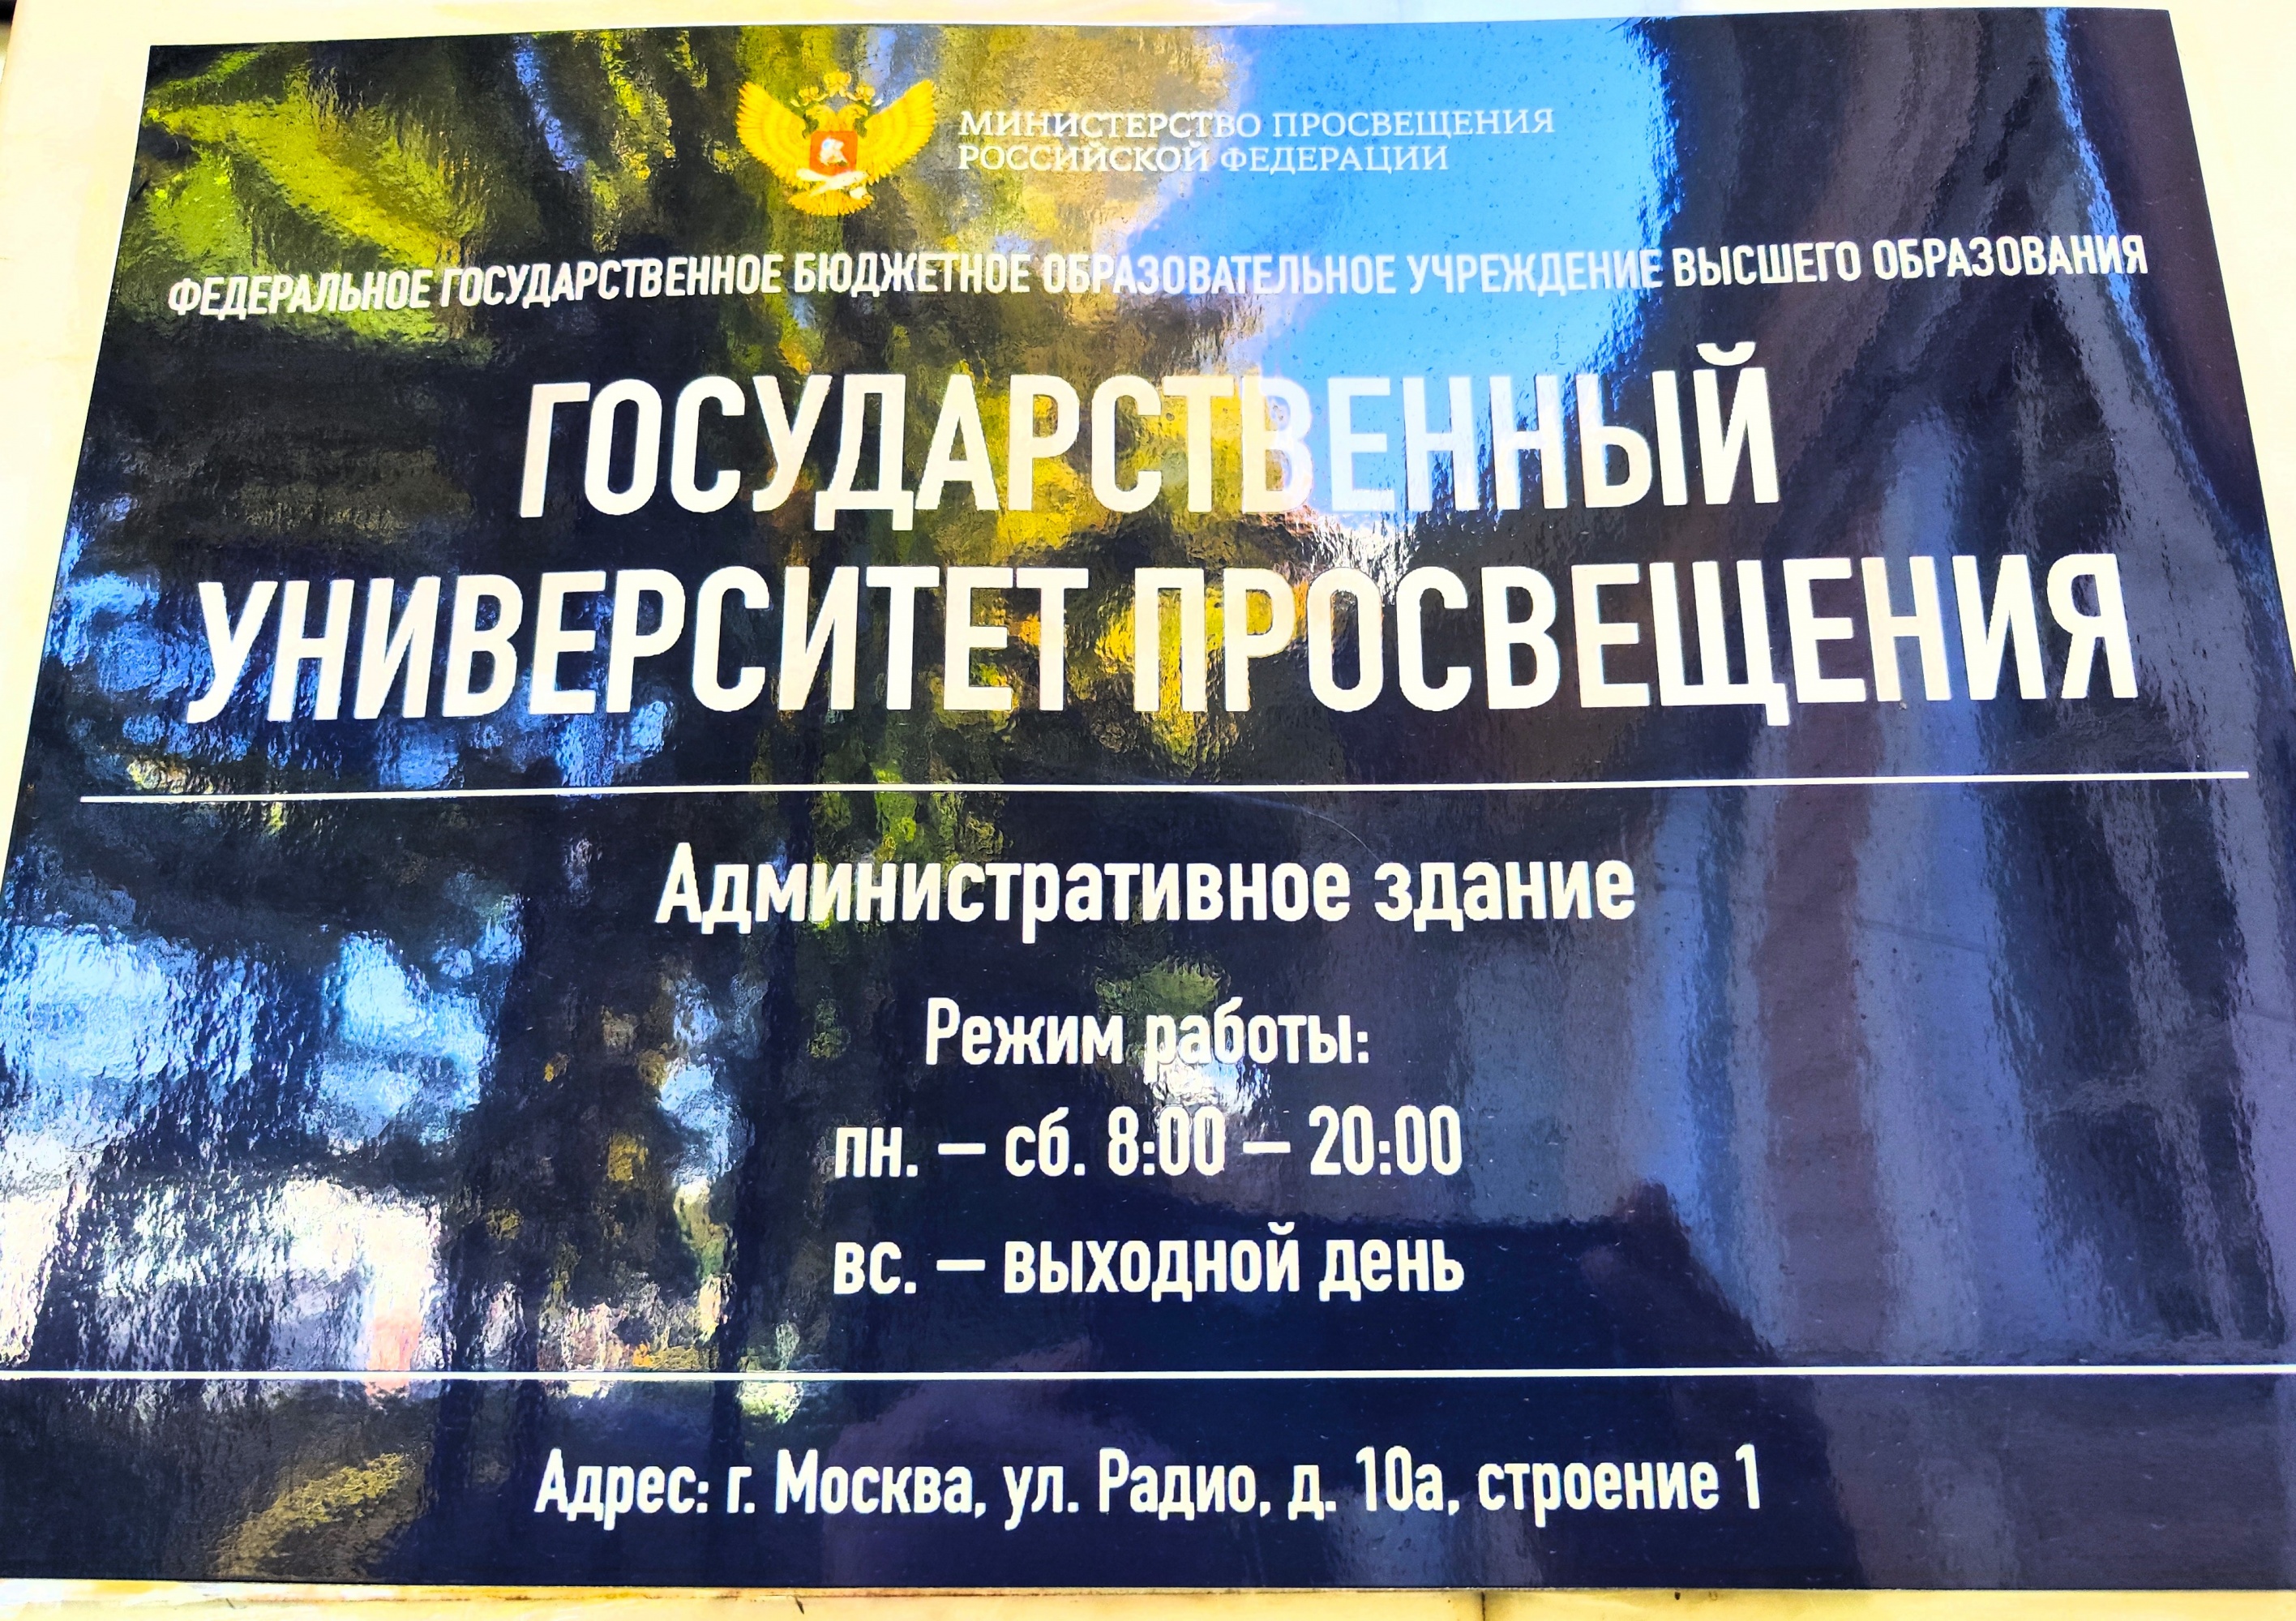 МИНИСТЕРСТВО ПРОСВЕЩЕНИЯ
РОССИЙСКОЙ ФЕДЕРАЦИИ
ФЕДЕРАЛЬНОЕ ГОСУДАРСТВЕННОЕ БЮДЖЕТНОЕ ОБРАЗОВАТЕЛЬНОЕ УЧРЕЖДЕНИЕ ВЫСШЕГО ОБРАЗОВАНИЯ
ГОСУДАРСТВЕННЫЙ
УНИВЕРСИТЕТ ПРОСВЕЩЕНИЯ
Административное здание
Режим работы:
пн. – сб. 8:00 – 20:00
вс. – выходной день
Адрес: г. Москва, ул. Радио, д. 10а, строение 1